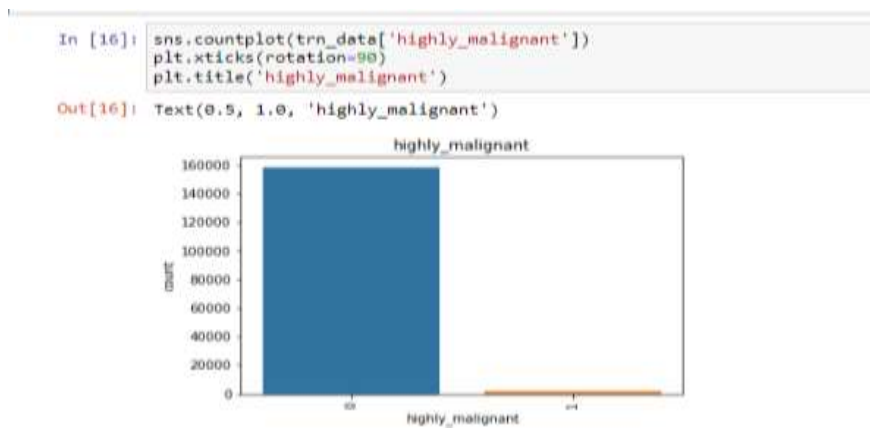 In [16]: sns.countplot(trn_data['highly_malignant'])
plt.xticks(rotation=90)
plt.title('highly_malignant')
Out[16]: Text(0.5, 1.0, 'highly_malignant')
highly_malignant
160000
140000
120000
100000
80000
60000
40000
20000
0
count
0
1
highly_malignant